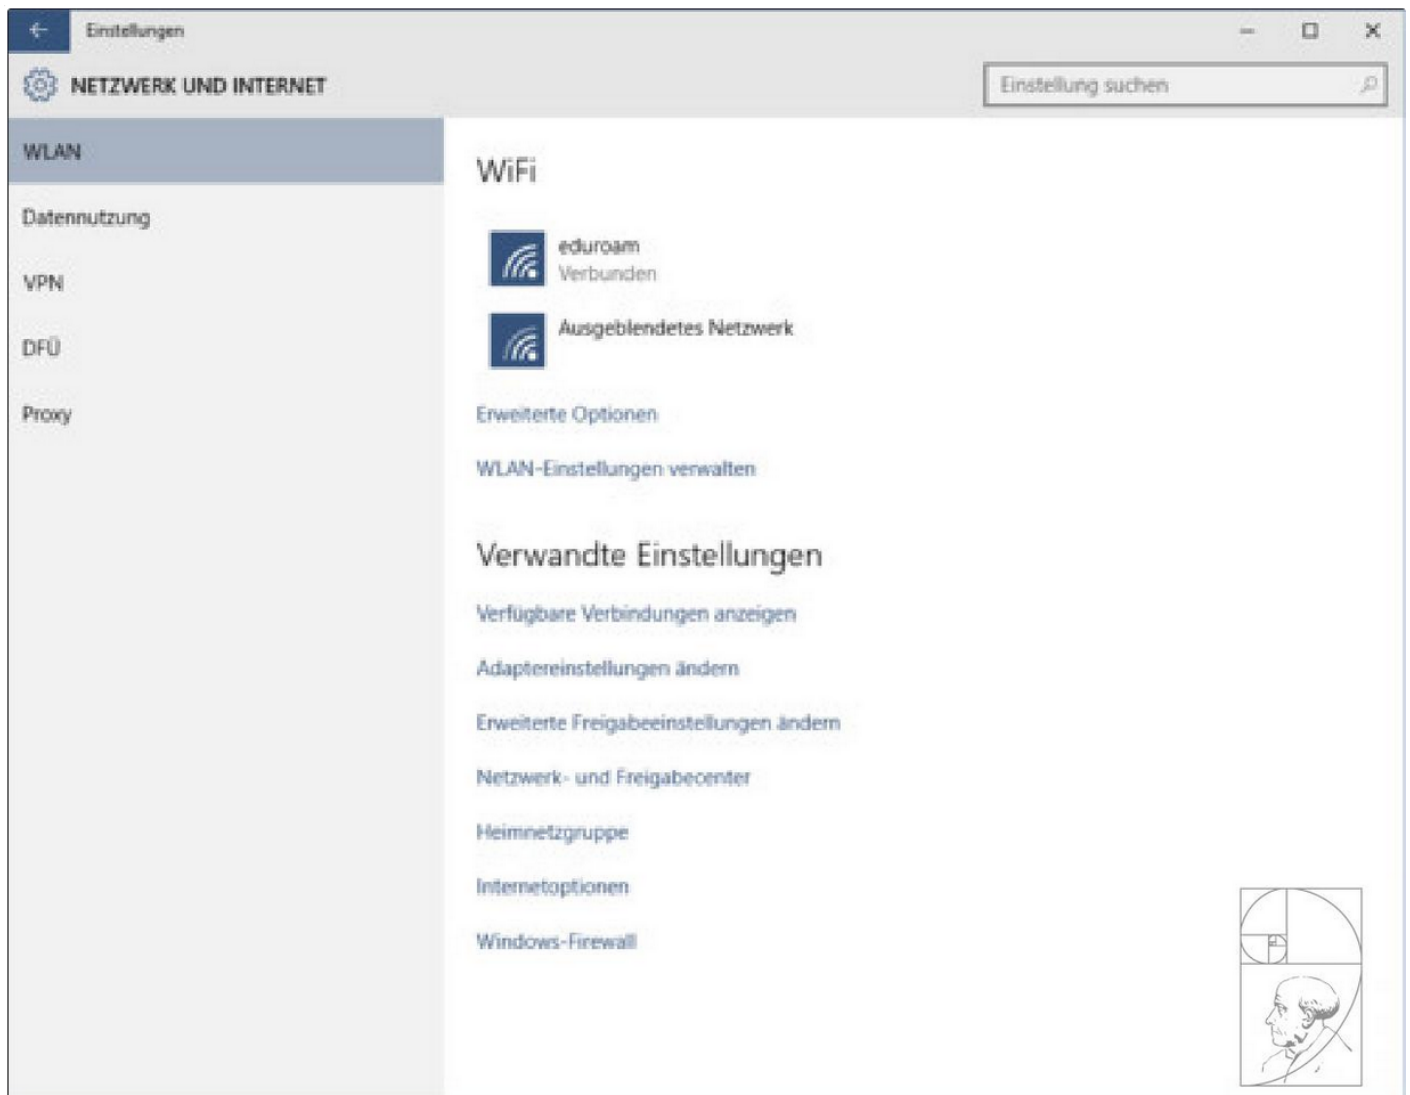 Einstellungen
NETZWERK UND INTERNET
Einstellung suchen
WLAN
Datennutzung
VPN
DFÜ
Proxy
WiFi
eduroam
Verbunden
Ausgeblendetes Netzwerk
Erweiterte Optionen
WLAN-Einstellungen verwalten
Verwandte Einstellungen
Verfügbare Verbindungen anzeigen
Adaptereinstellungen ändern
Erweiterte Freigabeeinstellungen ändern
Netzwerk- und Freigabecenter
Heimnetzgruppe
Internetoptionen
Windows-Firewall